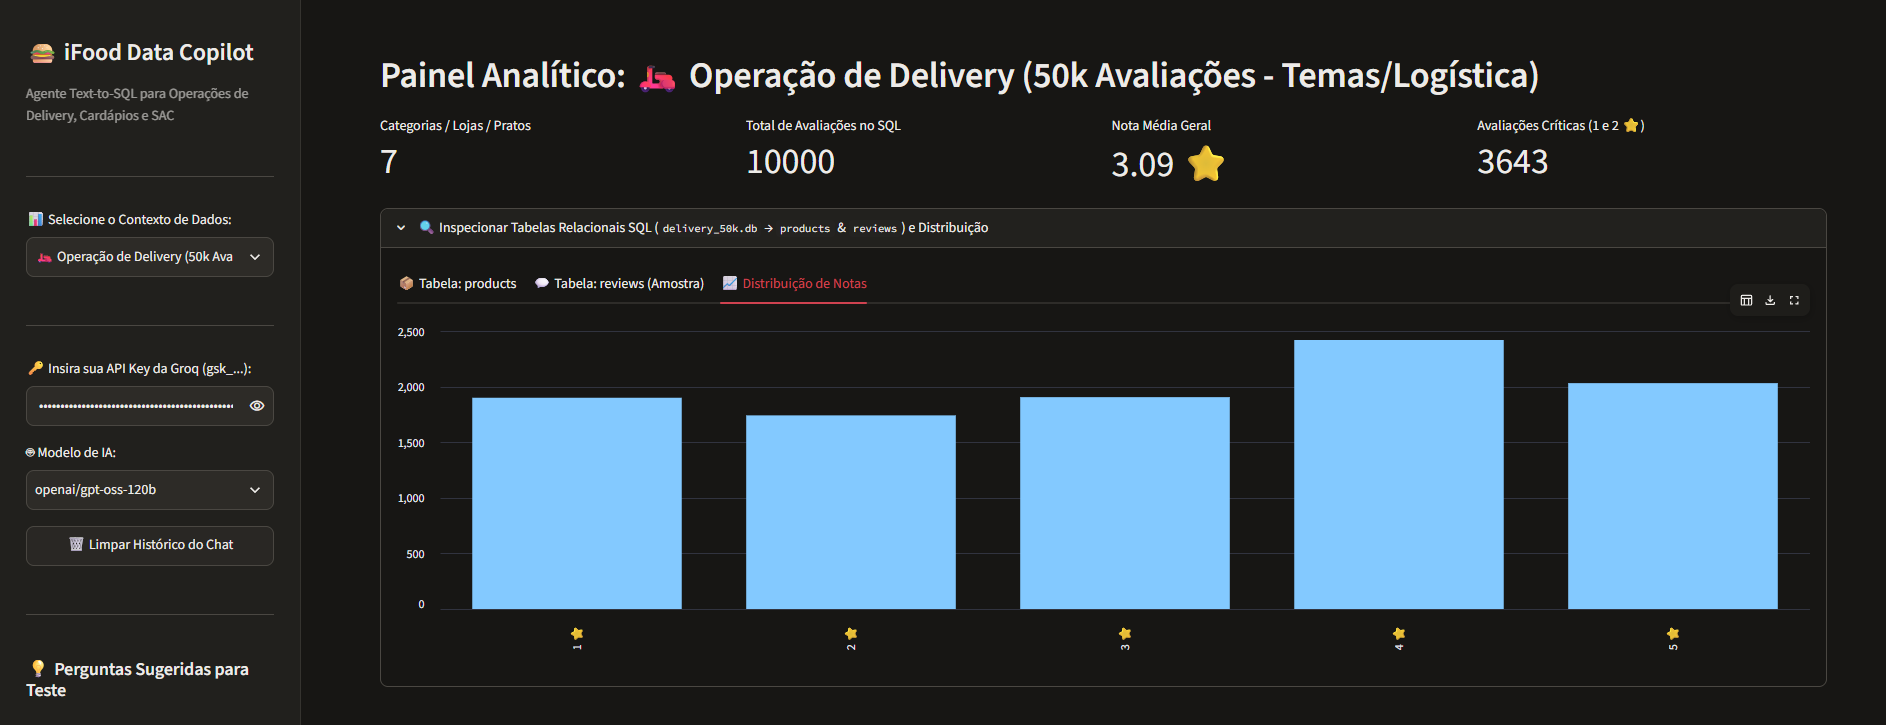 🍔 iFood Data Copilot
Agente Text-to-SQL para Operações de
Delivery, Cardápios e SAC
📊 Selecione o Contexto de Dados:
🛵 Operação de Delivery (50k Ava
🔑 Insira sua API Key da Groq (gsk_...):
Modelo de IA:
openai/gpt-oss-120b
🗑️ Limpar Histórico do Chat
💡 Perguntas Sugeridas para
Teste
Painel Analítico: 🛵 Operação de Delivery (50k Avaliações - Temas/Logística)
Categorias / Lojas / Pratos
7
Total de Avaliações no SQL
10000
Nota Média Geral
3.09 ⭐
Avaliações Críticas (1 e 2 ⭐)
3643
🔍 Inspecionar Tabelas Relacionais SQL ( delivery_50k.db → products & reviews ) e Distribuição
📦 Tabela: products
💬 Tabela: reviews (Amostra)
📈 Distribuição de Notas
2,500
2,000
1,500
1,000
500
0
1 ⭐
2 ⭐
3 ⭐
4 ⭐
5 ⭐